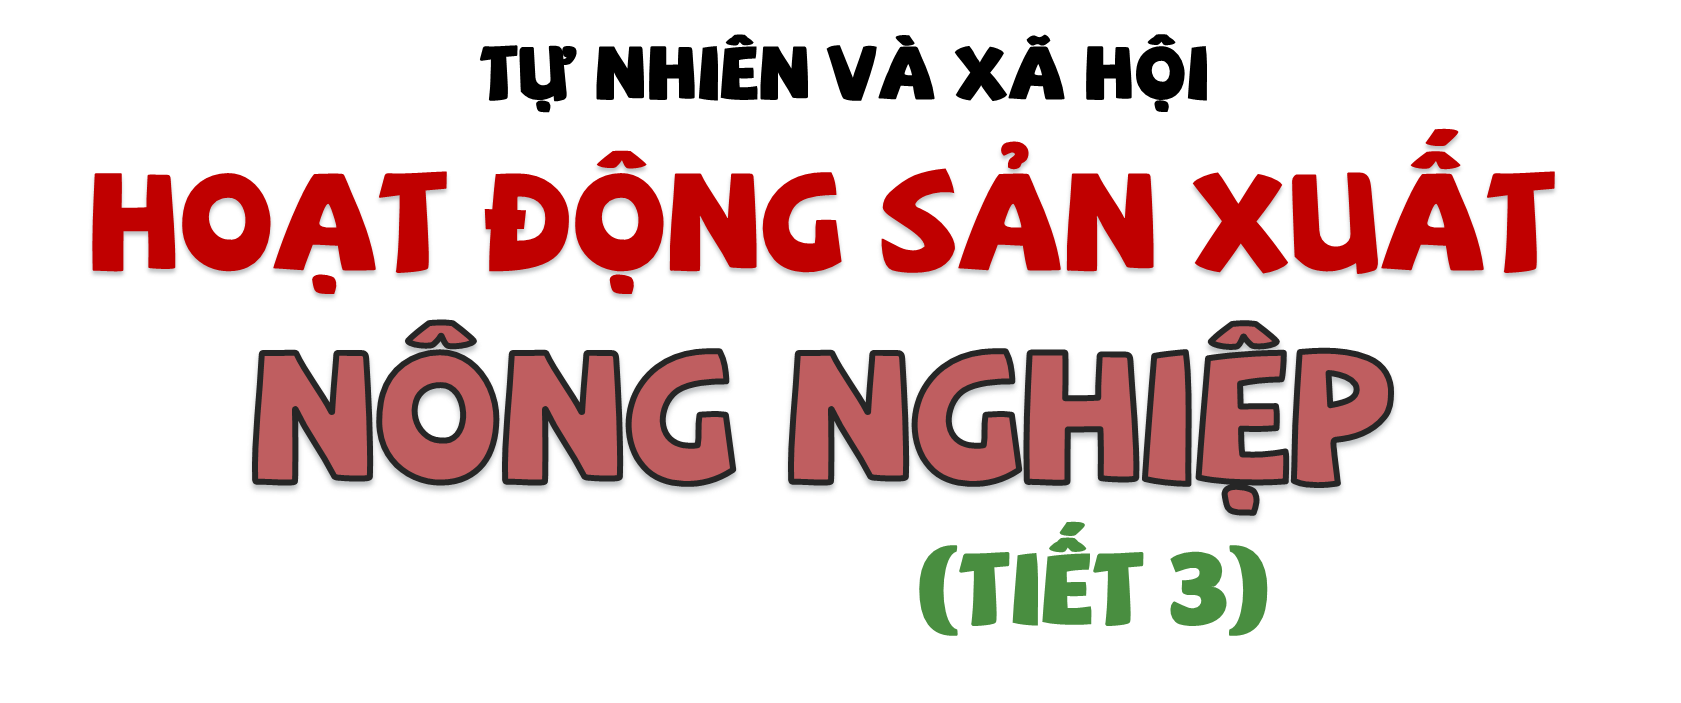 TỰ NHIÊN VÀ XÃ HỘI
HOẠT ĐỘNG SẢN XUẤT
NÔNG NGHIỆP
(TIẾT 3)